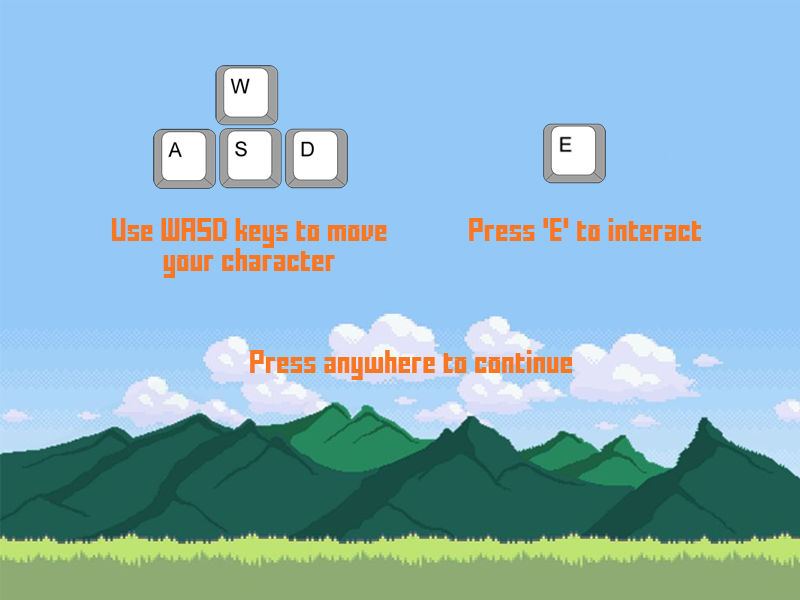 W
A S D
E
Use WASD keys to move
your character
Press 'E' to interact
Press anywhere to continue